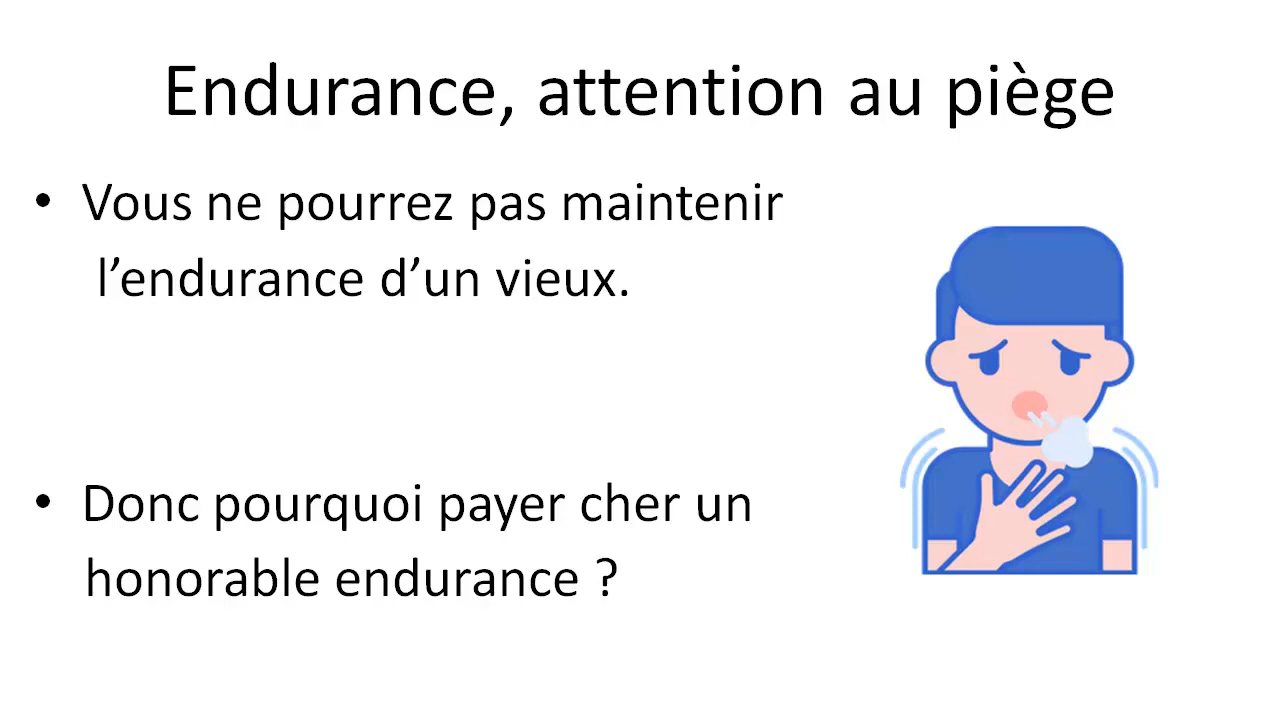 Endurance, attention au piège
• Vous ne pourrez pas maintenir
l’endurance d’un vieux.
• Donc pourquoi payer cher un
honorable endurance ?